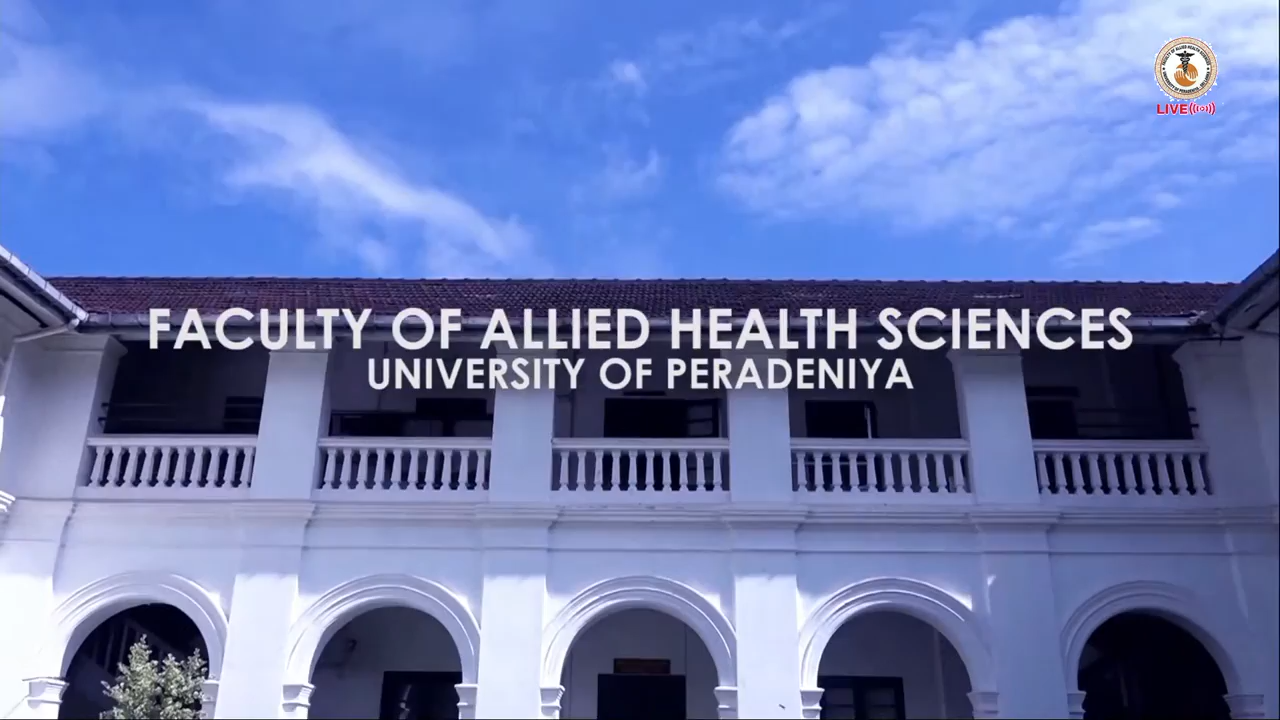 FACULTY OF ALLIED HEALTH SCIENCES
UNIVERSITY OF PERADENIYA
LIVE